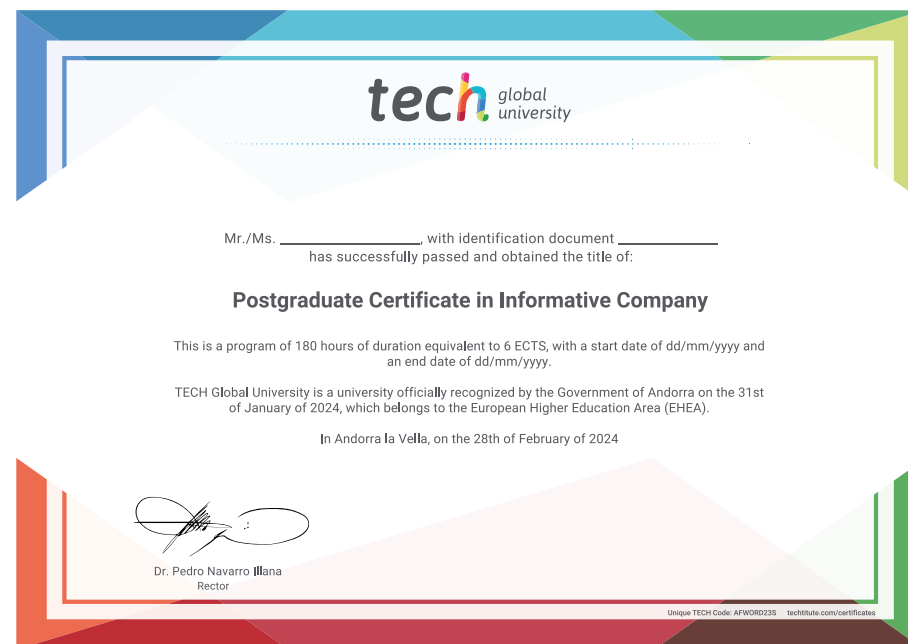 tech global
university
Mr./Ms. ____________, with identification document ____________
has successfully passed and obtained the title of:
Postgraduate Certificate in Informative Company
This is a program of 180 hours of duration equivalent to 6 ECTS, with a start date of dd/mm/yyyy and
an end date of dd/mm/yyyy.
TECH Global University is a university officially recognized by the Government of Andorra on the 31st
of January of 2024, which belongs to the European Higher Education Area (EHEA).
In Andorra la Vella, on the 28th of February of 2024
Dr. Pedro Navarro Illana
Rector
Unique TECH Code: AFWORD23S techtitute.com/certificates